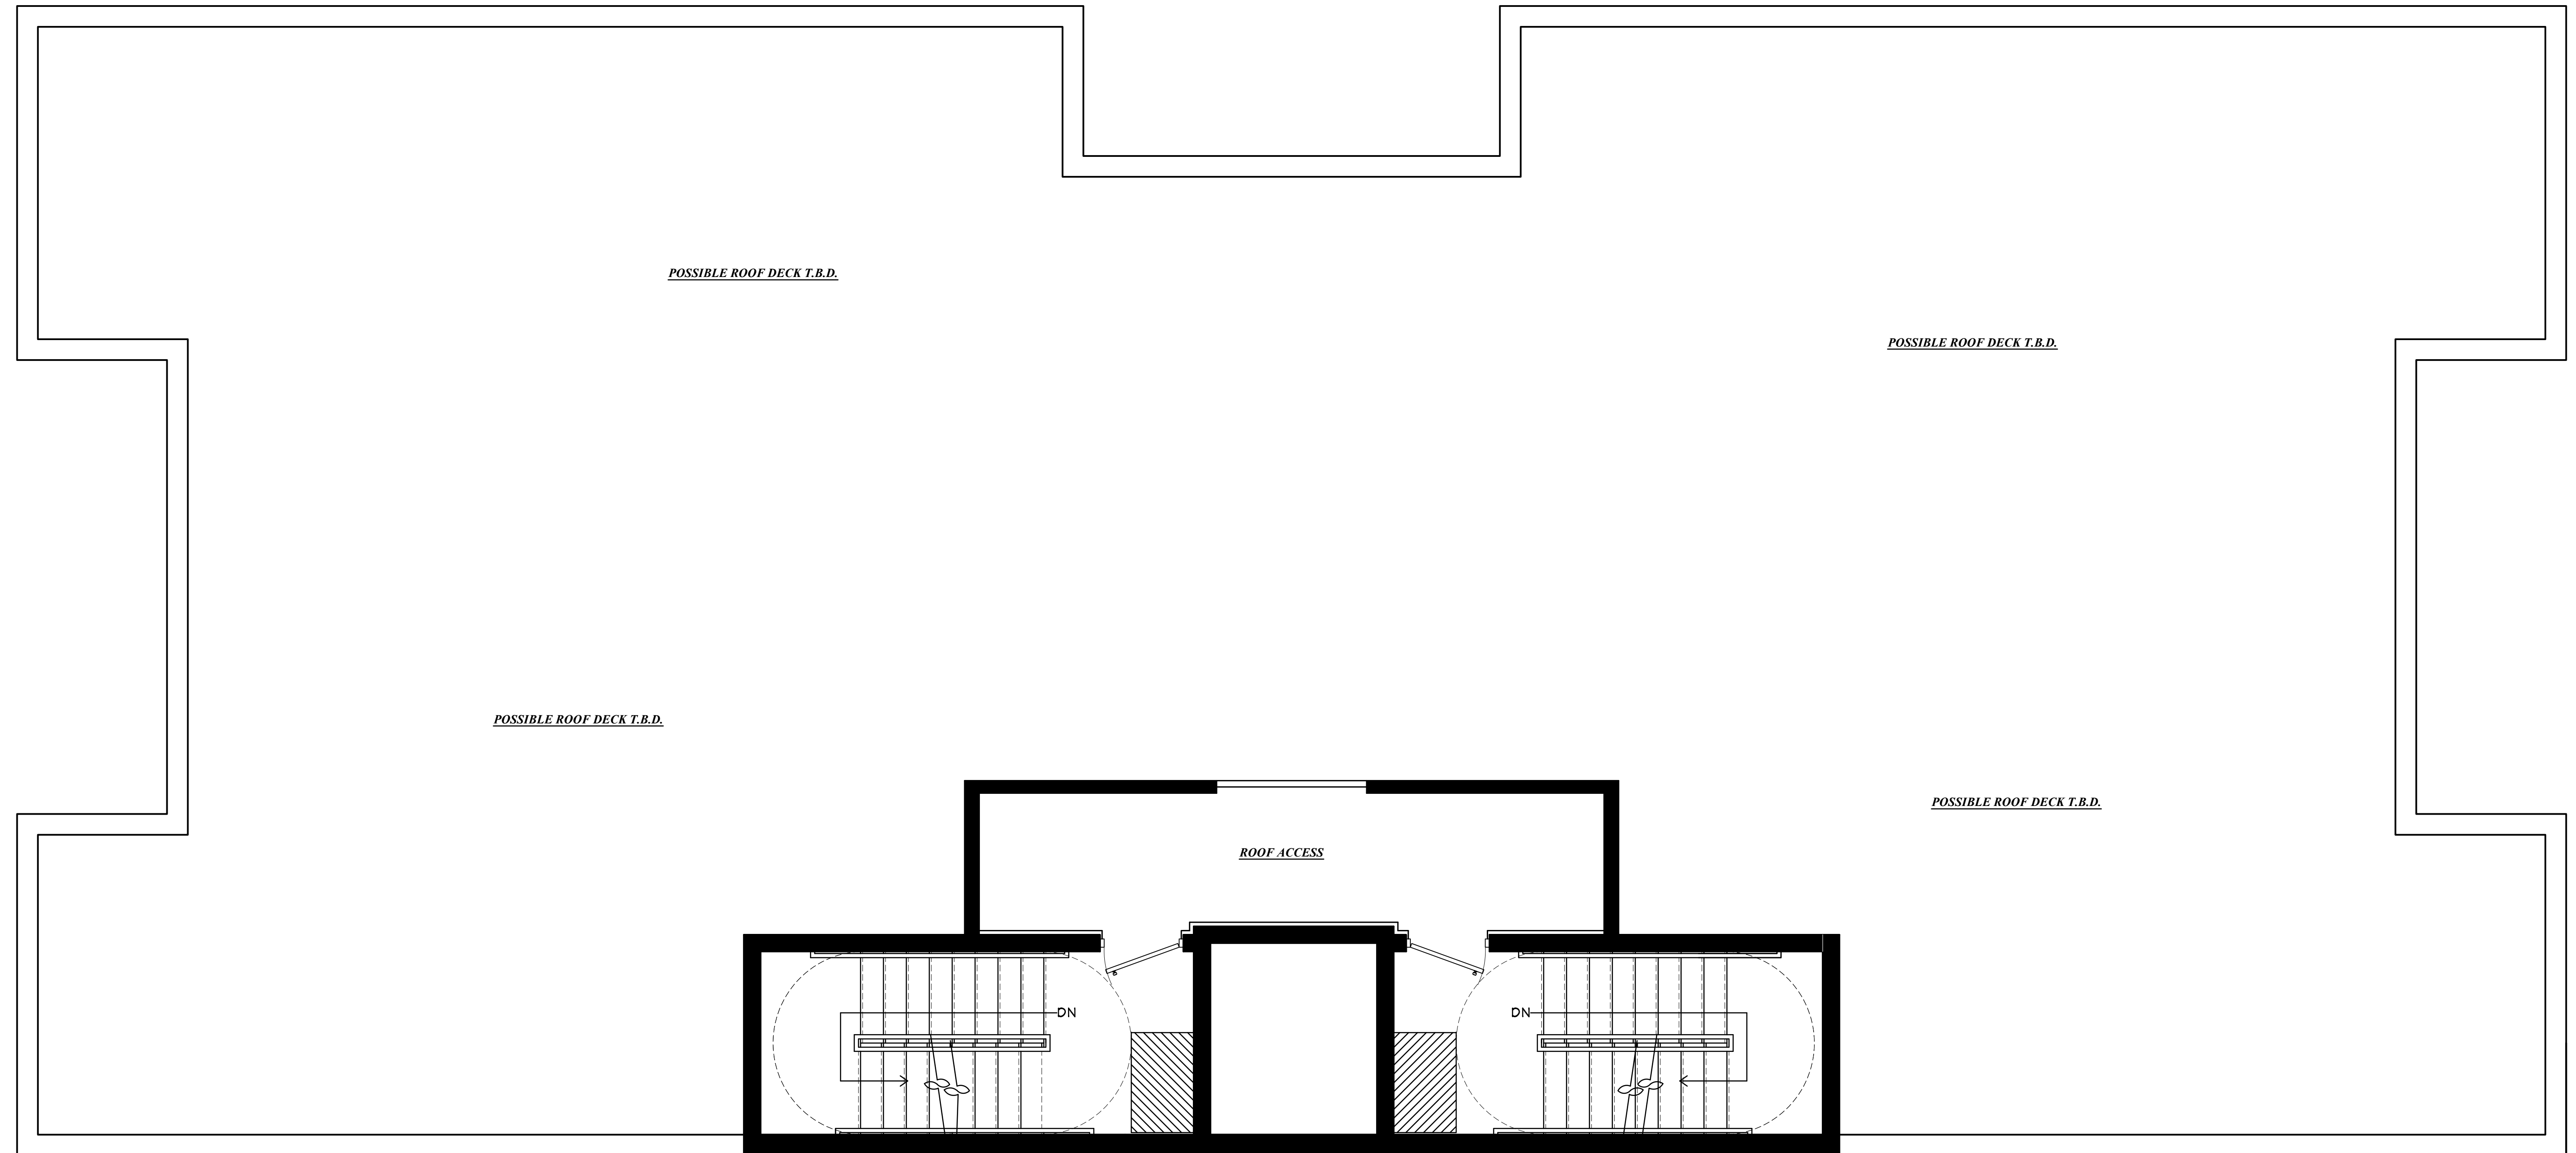 POSSIBLE ROOF DECK T.B.D.
POSSIBLE ROOF DECK T.B.D.
POSSIBLE ROOF DECK T.B.D.
POSSIBLE ROOF DECK T.B.D.
ROOF ACCESS
DN
DN